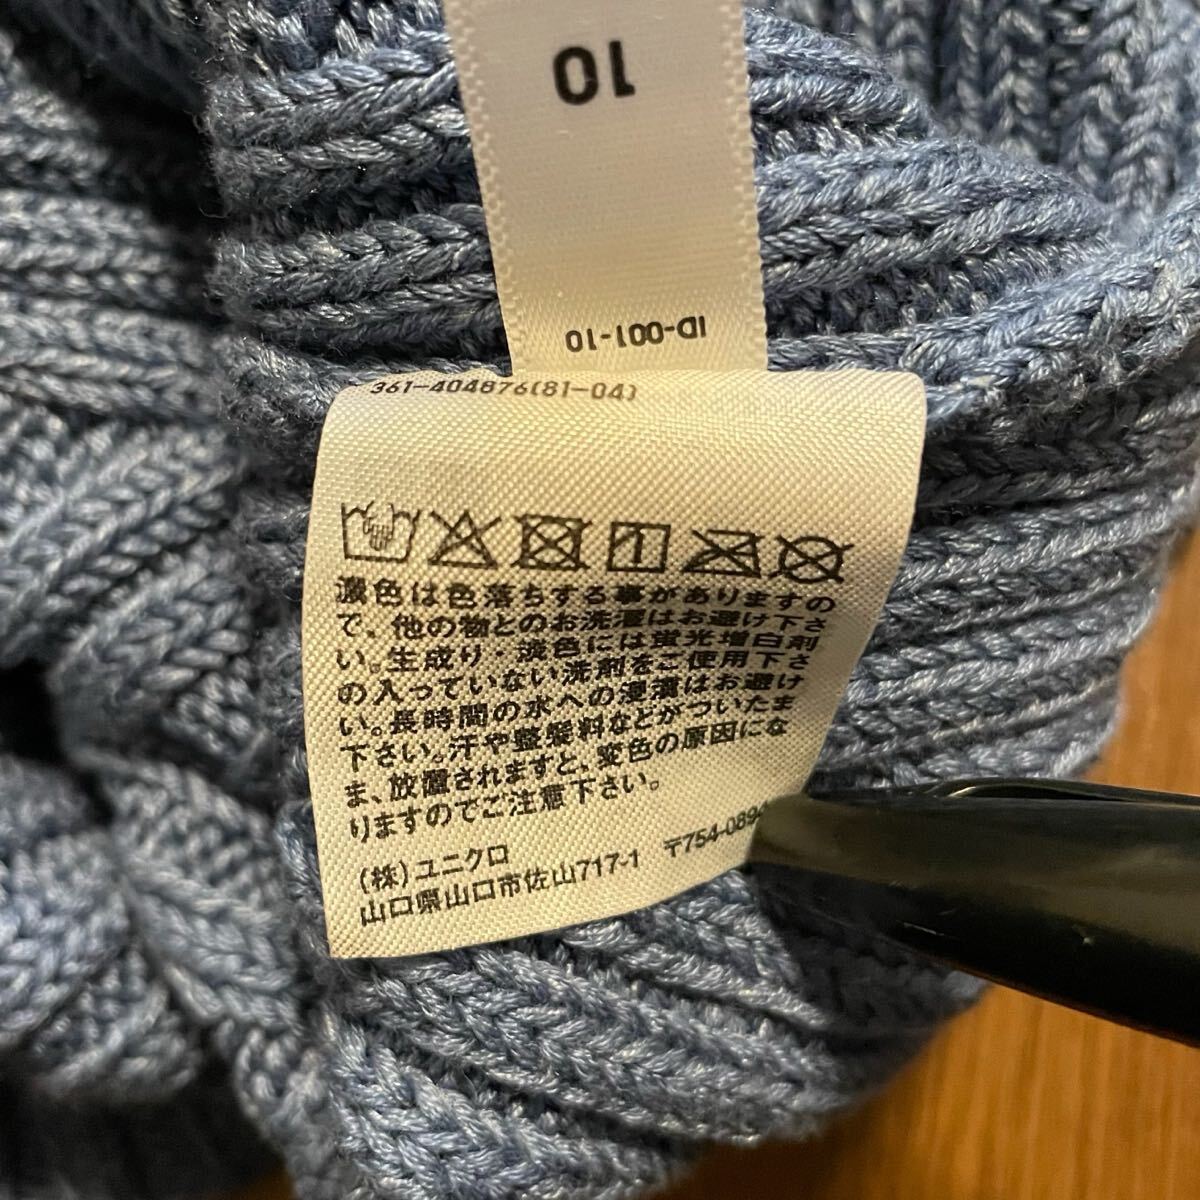 10
ID-001-10
361-404876(81-04)
濃色は色落ちする事がありますの
で、他の物とのお洗濯はお避け下さ
い。生成り・淡色には蛍光増白剤
の入っていない洗剤をご使用下さ
い。長時間の水への浸漬はお避け
下さい。汗や整髪料などがついたま
ま、放置されますと、変色の原因にな
りますのでご注意下さい。
(株)ユニクロ
山口県山口市佐山717-1 〒754-0894